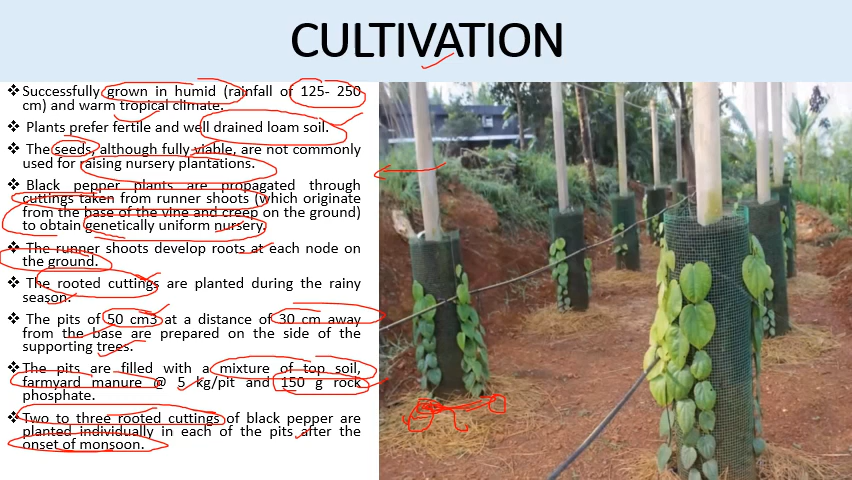 CULTIVATION
❖Successfully grown in humid (rainfall of 125- 250
cm) and warm tropical climate.
❖ Plants prefer fertile and well drained loam soil.
❖The seeds, although fully viable, are not commonly
used for raising nursery plantations.
❖Black pepper plants are propagated through
cuttings taken from runner shoots (which originate
from the base of the vine and creep on the ground)
to obtain genetically uniform nursery.
❖The runner shoots develop roots at each node on
the ground.
❖ The rooted cuttings are planted during the rainy
season.
❖The pits of 50 cm3 at a distance of 30 cm away
from the base are prepared on the side of the
supporting trees.
❖The pits are filled with a mixture of top soil,
farmyard manure @ 5 kg/pit and 150 g rock
phosphate.
❖Two to three rooted cuttings of black pepper are
planted individually in each of the pits after the
onset of monsoon.